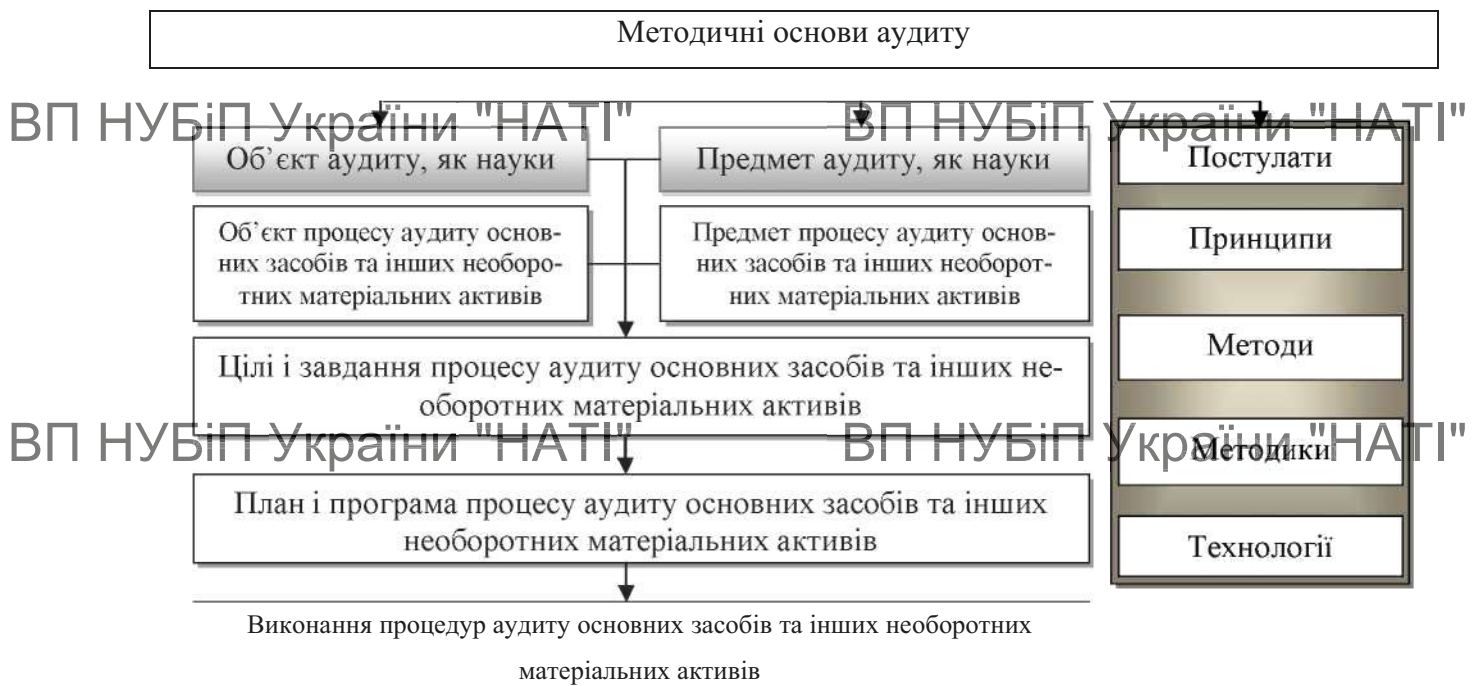 Методичні основи аудиту
ВП НУБіП України "НАТІ" ВП НУБіП України "НАТІ"
Об’єкт аудиту, як науки
Предмет аудиту, як науки
Постулати
Об’єкт процесу аудиту основ-
них засобів та інших необоро-
тних матеріальних активів
Предмет процесу аудиту основ-
них засобів та інших необорот-
них матеріальних активів
Принципи
Цілі і завдання процесу аудиту основних засобів та інших не-
оборотних матеріальних активів
Методи
ВП НУБіП України "НАТІ" ВП НУБіП України "НАТІ"
Методики
План і програма процесу аудиту основних засобів та інших
необоротних матеріальних активів
Технології
Виконання процедур аудиту основних засобів та інших необоротних
матеріальних активів